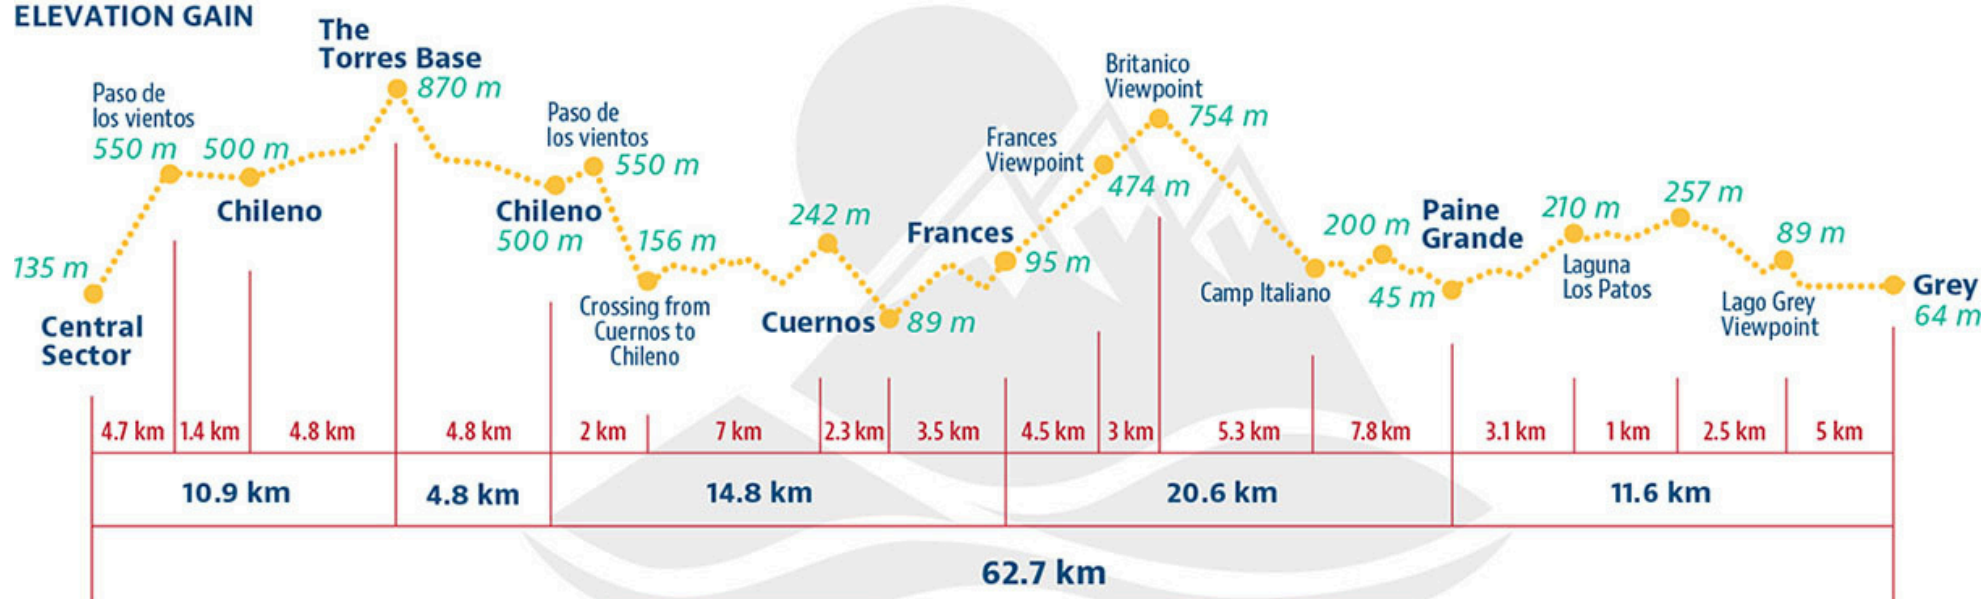 ELEVATION GAIN
The
Torres Base
870 m
Paso de
los vientos
550 m
500 m
Chileno
135 m
Central
Sector
Paso de
los vientos
550 m
Chileno
500 m
156 m
Crossing from
Cuernos to
Chileno
242 m
Cuernos
89 m
Frances
95 m
Frances
Viewpoint
474 m
Britanico
Viewpoint
754 m
Camp Italiano
200 m
45 m
Paine
Grande
210 m
Laguna
Los Patos
257 m
89 m
Lago Grey
Viewpoint
Grey
64 m
4.7 km
1.4 km
4.8 km
4.8 km
2 km
7 km
2.3 km
3.5 km
4.5 km
3 km
5.3 km
7.8 km
3.1 km
1 km
2.5 km
5 km
10.9 km
4.8 km
14.8 km
20.6 km
11.6 km
62.7 km